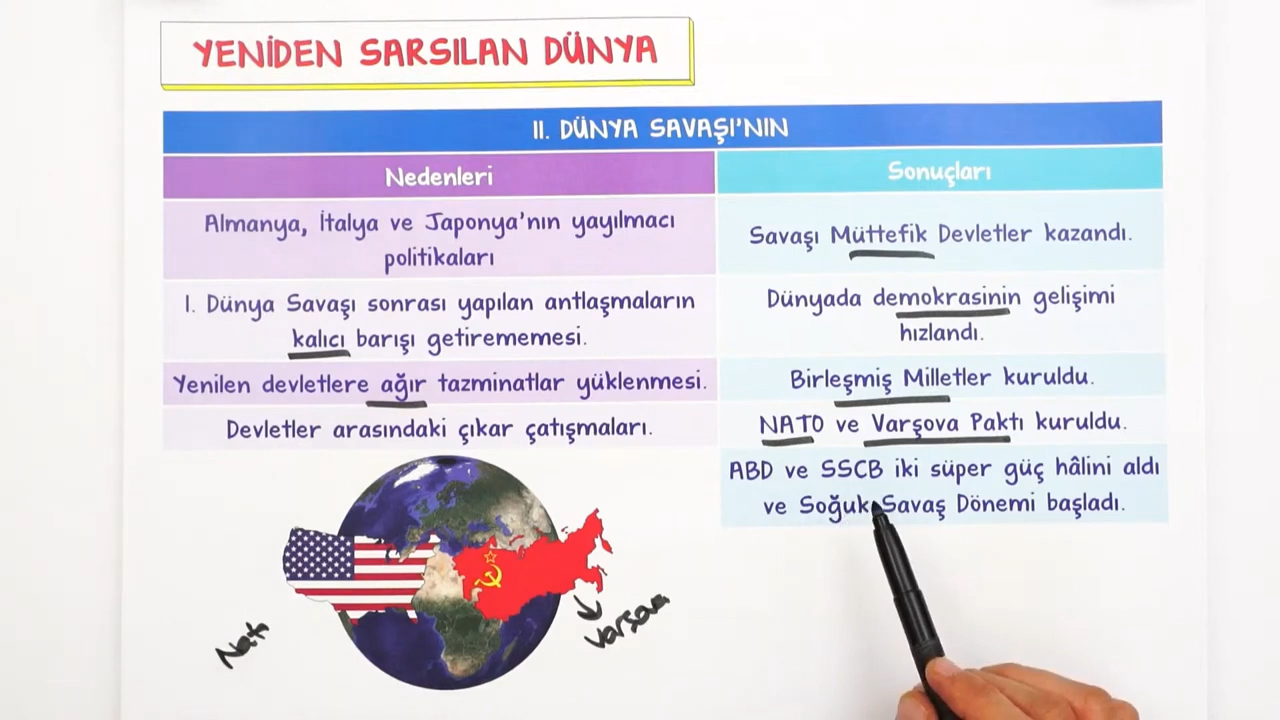 YENİDEN SARSILAN DÜNYA
II. DÜNYA SAVAŞI'NIN
Nedenleri
Almanya, İtalya ve Japonya'nın yayılmacı
politikaları
I. Dünya Savaşı sonrası yapılan antlaşmaların
kalıcı barışı getirememesi.
Yenilen devletlere ağır tazminatlar yüklenmesi.
Devletler arasındaki çıkar çatışmaları.
Sonuçları
Savaşı Müttefik Devletler kazandı.
Dünyada demokrasinin gelişimi
hızlandı.
Birleşmiş Milletler kuruldu.
NATO ve Varşova Paktı kuruldu.
ABD ve SSCB iki süper güç hâlini aldı
ve Soğuk Savaş Dönemi başladı.
Nato
Varşova